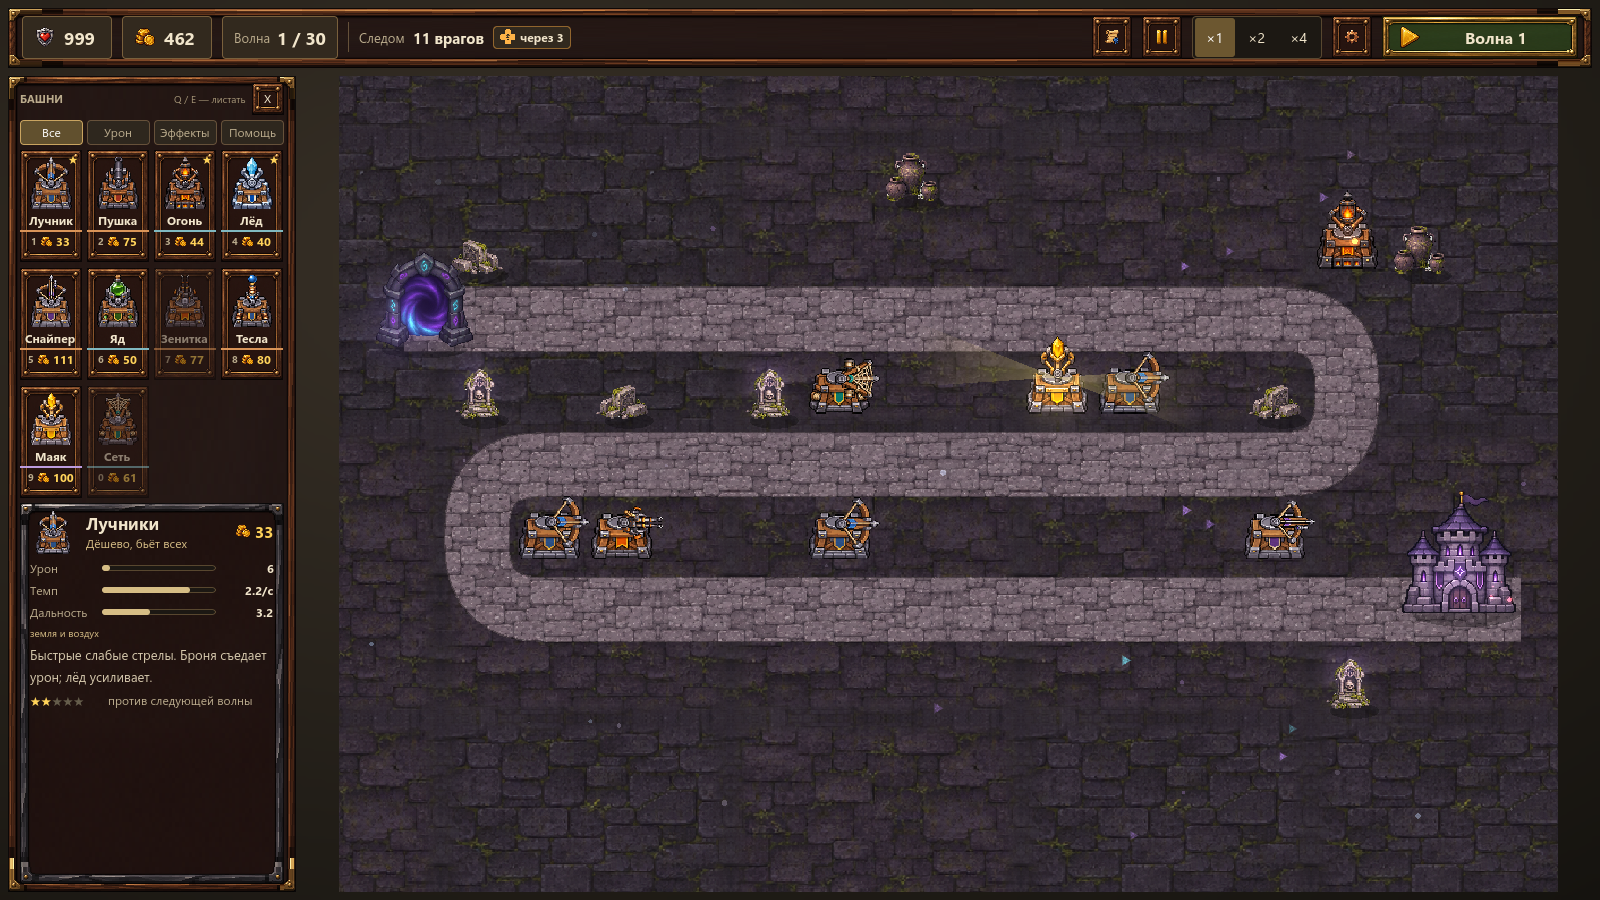 999
462
Волна 1 / 30
Следом 11 врагов
через 3
×1
×2
×4
Волна 1
БАШНИ
Q / E — листать
X
Все
Урон
Эффекты
Помощь
Лучник
1 33
Пушка
2 75
Огонь
3 44
Лёд
4 40
Снайпер
5 111
Яд
6 50
Зенитка
7 77
Тесла
8 80
Маяк
9 100
Сеть
0 61
Лучники
33
Дёшево, бьёт всех
Урон 6
Темп 2.2/с
Дальность 3.2
земля и воздух
Быстрые слабые стрелы. Броня съедает
урон; лёд усиливает.
★★★★★ против следующей волны